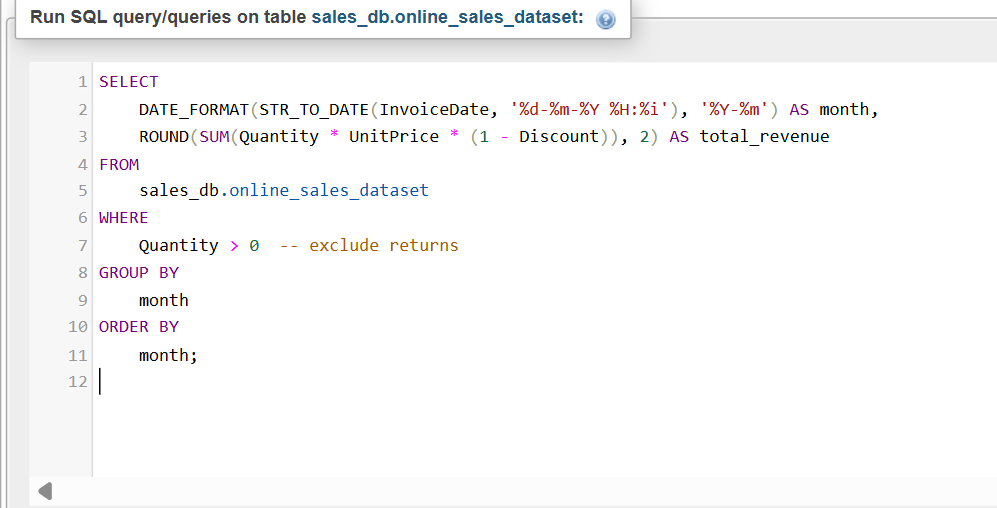 Run SQL query/queries on table sales_db.online_sales_dataset:
1 SELECT
2 DATE_FORMAT(STR_TO_DATE(InvoiceDate, '%d-%m-%Y %H:%i'), '%Y-%m') AS month,
3 ROUND(SUM(Quantity * UnitPrice * (1 - Discount)), 2) AS total_revenue
4 FROM
5 sales_db.online_sales_dataset
6 WHERE
7 Quantity > 0 -- exclude returns
8 GROUP BY
9 month
10 ORDER BY
11 month;
12